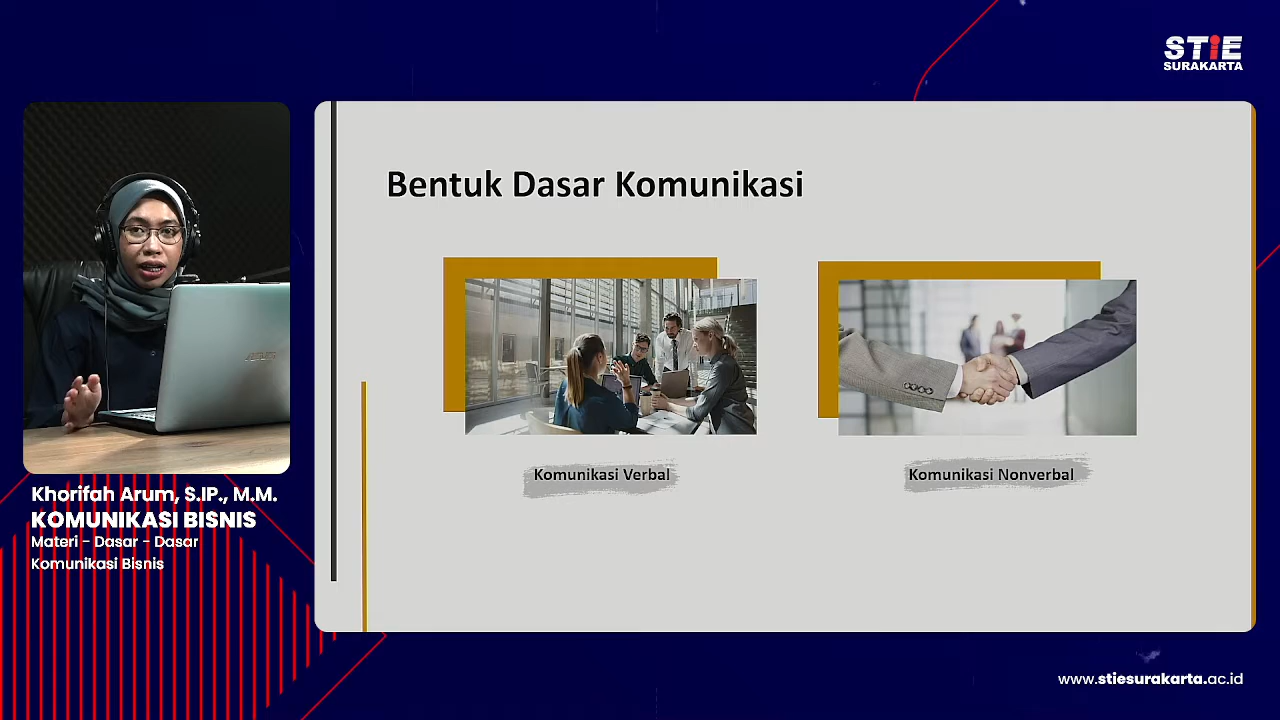 STiE
SURAKARTA
Bentuk Dasar Komunikasi
Komunikasi Verbal
Komunikasi Nonverbal
Khorifah Arum, S.IP., M.M.
KOMUNIKASI BISNIS
Materi - Dasar - Dasar
Komunikasi Bisnis
www.stiesurakarta.ac.id